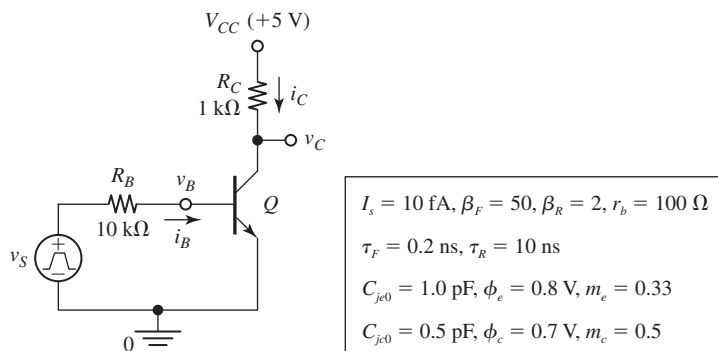 V_CC (+5 V)
R_C
1 kΩ
i_C
v_C
R_B
10 kΩ
v_B
i_B
Q
v_S
+
−
0
I_s = 10 fA, β_F = 50, β_R = 2, r_b = 100 Ω
τ_F = 0.2 ns, τ_R = 10 ns
C_je0 = 1.0 pF, ϕ_e = 0.8 V, m_e = 0.33
C_jc0 = 0.5 pF, ϕ_c = 0.7 V, m_c = 0.5